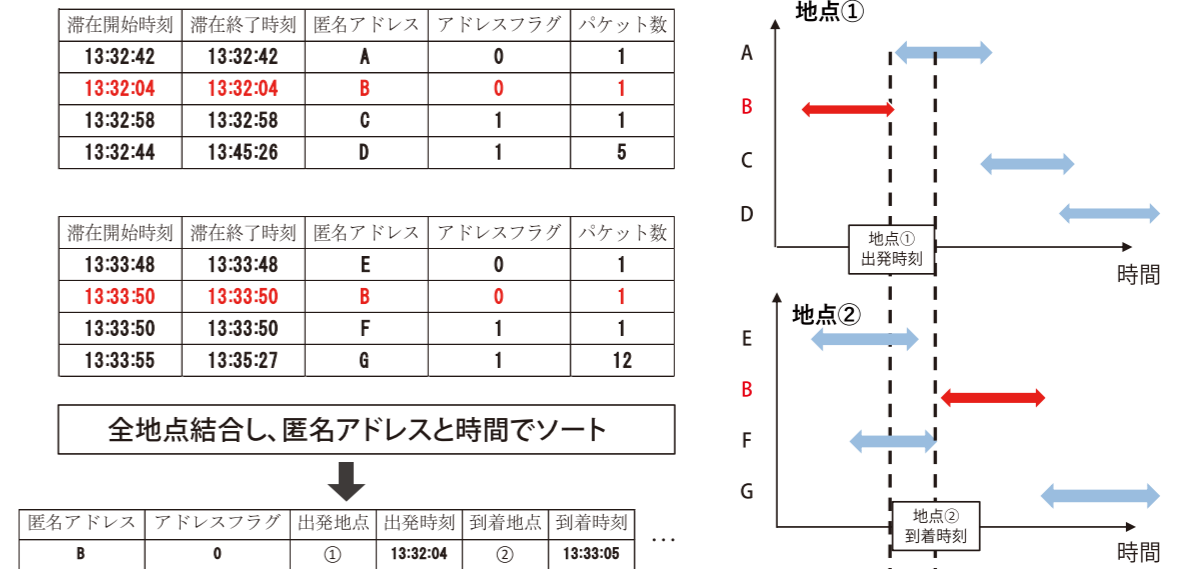 滞在開始時刻 滞在終了時刻 匿名アドレス アドレスフラグ パケット数
13:32:42 13:32:42 A 0 1
13:32:04 13:32:04 B 0 1
13:32:58 13:32:58 C 1 1
13:32:44 13:45:26 D 1 5
滞在開始時刻 滞在終了時刻 匿名アドレス アドレスフラグ パケット数
13:33:48 13:33:48 E 0 1
13:33:50 13:33:50 B 0 1
13:33:50 13:33:50 F 1 1
13:33:55 13:35:27 G 1 12
全地点結合し、匿名アドレスと時間でソート
匿名アドレス アドレスフラグ 出発地点 出発時刻 到着地点 到着時刻
B 0 ① 13:32:04 ② 13:33:05
…
地点①
A
B
C
D
地点①
出発時刻
時間
地点②
E
B
F
G
地点②
到着時刻
時間